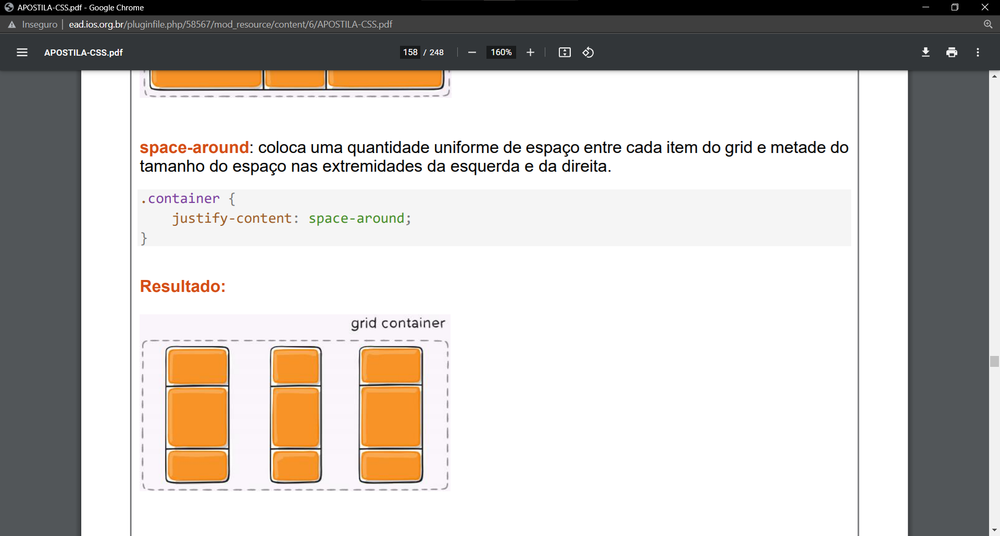 APOSTILA-CSS.pdf - Google Chrome
Inseguro | ead.ios.org.br/pluginfile.php/58567/mod_resource/content/6/APOSTILA-CSS.pdf
APOSTILA-CSS.pdf 158 / 248 160%
space-around: coloca uma quantidade uniforme de espaço entre cada item do grid e metade do
tamanho do espaço nas extremidades da esquerda e da direita.
.container {
    justify-content: space-around;
}
Resultado:
grid container